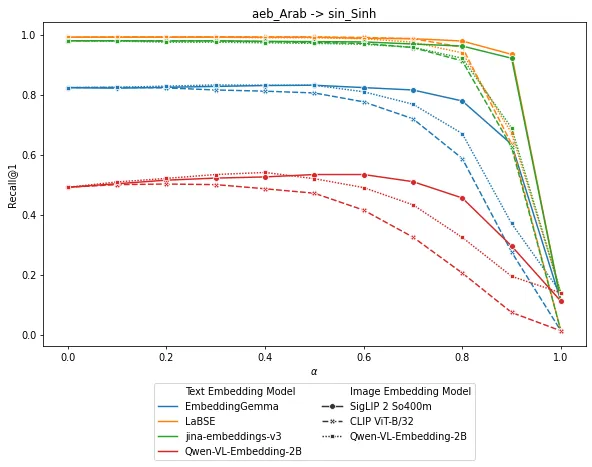 aeb_Arab -> sin_Sinh
Recall@1
1.0
0.8
0.6
0.4
0.2
0.0
0.0 0.2 0.4 0.6 0.8 1.0
α
Text Embedding Model
EmbeddingGemma
LaBSE
jina-embeddings-v3
Qwen-VL-Embedding-2B
Image Embedding Model
SigLIP 2 So400m
CLIP ViT-B/32
Qwen-VL-Embedding-2B